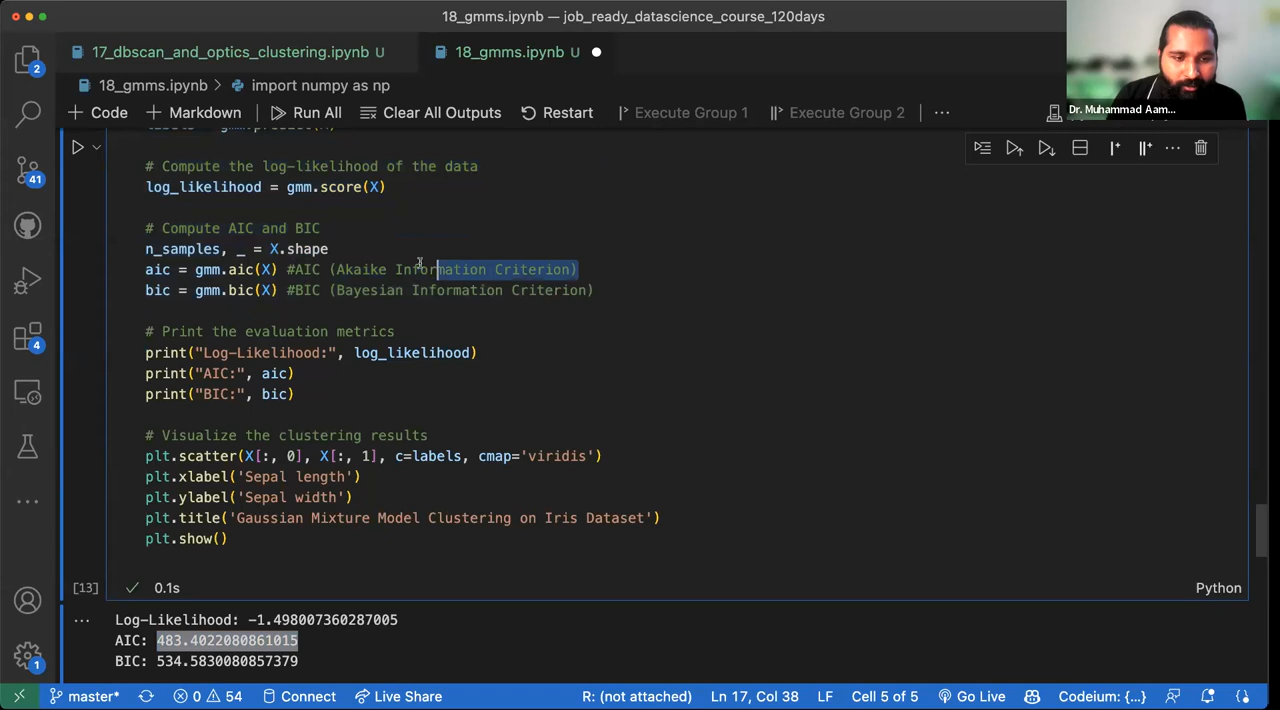 18_gmms.ipynb — job_ready_datascience_course_120days
17_dbscan_and_optics_clustering.ipynb U
18_gmms.ipynb U
18_gmms.ipynb > import numpy as np
+ Code + Markdown Run All Clear All Outputs Restart Execute Group 1 Execute Group 2 ...
Dr. Muhammad Aam...
2
41
4
1
# Compute the log-likelihood of the data
log_likelihood = gmm.score(X)
# Compute AIC and BIC
n_samples, _ = X.shape
aic = gmm.aic(X) #AIC (Akaike Information Criterion)
bic = gmm.bic(X) #BIC (Bayesian Information Criterion)
# Print the evaluation metrics
print("Log-Likelihood:", log_likelihood)
print("AIC:", aic)
print("BIC:", bic)
# Visualize the clustering results
plt.scatter(X[:, 0], X[:, 1], c=labels, cmap='viridis')
plt.xlabel('Sepal length')
plt.ylabel('Sepal width')
plt.title('Gaussian Mixture Model Clustering on Iris Dataset')
plt.show()
[13] 0.1s Python
... Log-Likelihood: -1.498007360287005
AIC: 483.4022080861015
BIC: 534.5830080857379
master* 0 54 Connect Live Share R: (not attached) Ln 17, Col 38 LF Cell 5 of 5 Go Live Codeium: {...}